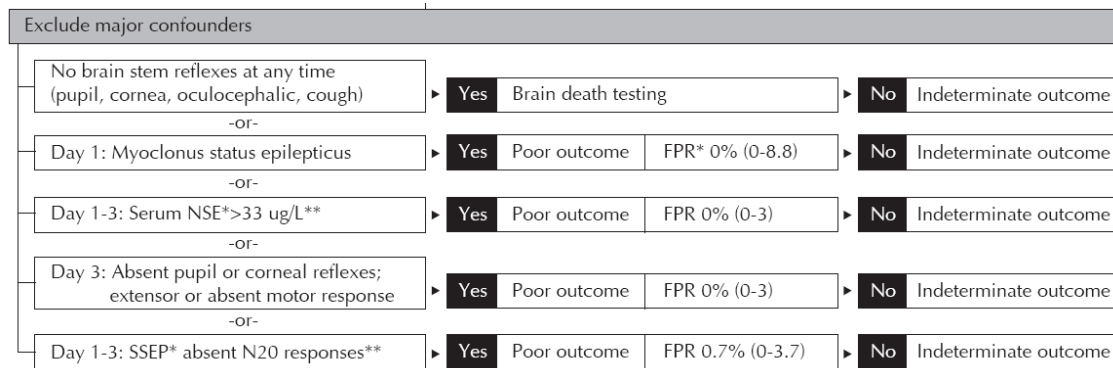 Exclude major confounders
No brain stem reflexes at any time
(pupil, cornea, oculocephalic, cough)
Yes Brain death testing
No Indeterminate outcome
-or-
Day 1: Myoclonus status epilepticus
Yes Poor outcome FPR* 0% (0-8.8)
No Indeterminate outcome
-or-
Day 1-3: Serum NSE*>33 ug/L**
Yes Poor outcome FPR 0% (0-3)
No Indeterminate outcome
-or-
Day 3: Absent pupil or corneal reflexes;
extensor or absent motor response
Yes Poor outcome FPR 0% (0-3)
No Indeterminate outcome
-or-
Day 1-3: SSEP* absent N20 responses**
Yes Poor outcome FPR 0.7% (0-3.7)
No Indeterminate outcome